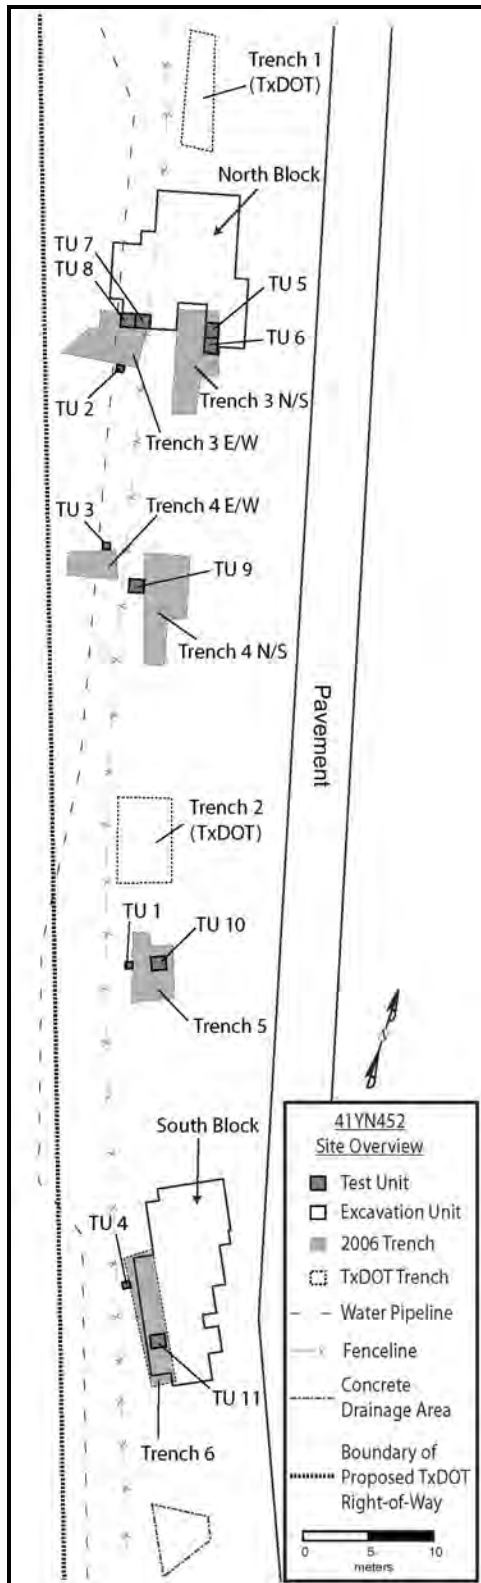 Trench 1
(TxDOT)
North Block
TU 7
TU 8
TU 5
TU 6
TU 2
Trench 3 N/S
Trench 3 E/W
TU 3
Trench 4 E/W
TU 9
Trench 4 N/S
Pavement
Trench 2
(TxDOT)
TU 1
TU 10
Trench 5
N
South Block
TU 4
TU 11
Trench 6
41YN452
Site Overview
Test Unit
Excavation Unit
2006 Trench
TxDOT Trench
Water Pipeline
Fenceline
Concrete
Drainage Area
Boundary of
Proposed TxDOT
Right-of-Way
0 5 10
meters